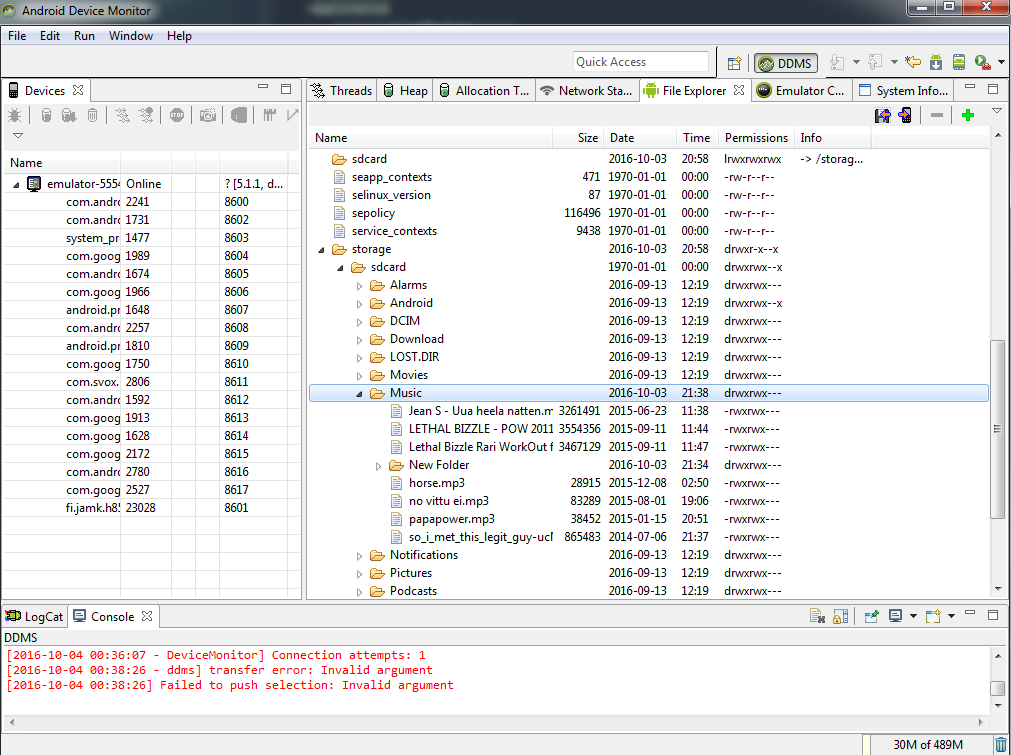 Android Device Monitor
File Edit Run Window Help
Quick Access DDMS
Devices
Name
emulator-5554 Online ? [5.1.1, d...
com.andro 2241 8600
com.andro 1731 8602
system_pr 1477 8603
com.goog 1989 8604
com.andro 1674 8605
com.goog 1966 8606
android.pr 1648 8607
com.andro 2257 8608
android.pr 1810 8609
com.goog 1750 8610
com.svox. 2806 8611
com.andro 1592 8612
com.goog 1913 8613
com.goog 1628 8614
com.goog 2172 8615
com.andro 2780 8616
com.goog 2527 8617
fi.jamk.h85 23028 8601
Threads Heap Allocation T... Network Sta... File Explorer Emulator C... System Info...
Name Size Date Time Permissions Info
sdcard 2016-10-03 20:58 lrwxrwxrwx -> /storag...
seapp_contexts 471 1970-01-01 00:00 -rw-r--r--
selinux_version 87 1970-01-01 00:00 -rw-r--r--
sepolicy 116496 1970-01-01 00:00 -rw-r--r--
service_contexts 9438 1970-01-01 00:00 -rw-r--r--
storage 2016-10-03 20:58 drwxr-x--x
sdcard 1970-01-01 00:00 drwxrwx--x
Alarms 2016-09-13 12:19 drwxrwx---
Android 2016-09-13 12:19 drwxrwx--x
DCIM 2016-09-13 12:19 drwxrwx---
Download 2016-09-13 12:19 drwxrwx---
LOST.DIR 2016-09-13 12:19 drwxrwx---
Movies 2016-09-13 12:19 drwxrwx---
Music 2016-10-03 21:38 drwxrwx---
Jean S - Uua heela natten.m 3261491 2015-06-23 11:38 -rwxrwx---
LETHAL BIZZLE - POW 2011 3554356 2015-09-11 11:44 -rwxrwx---
Lethal Bizzle Rari WorkOut f 3467129 2015-09-11 11:47 -rwxrwx---
New Folder 2016-10-03 21:34 drwxrwx---
horse.mp3 28915 2015-12-08 02:50 -rwxrwx---
no vittu ei.mp3 83289 2015-08-01 19:06 -rwxrwx---
papapower.mp3 38452 2015-01-15 20:51 -rwxrwx---
so_i_met_this_legit_guy-ucl 865483 2014-07-06 21:37 -rwxrwx---
Notifications 2016-09-13 12:19 drwxrwx---
Pictures 2016-09-13 12:19 drwxrwx---
Podcasts 2016-09-13 12:19 drwxrwx---
LogCat Console
DDMS
[2016-10-04 00:36:07 - DeviceMonitor] Connection attempts: 1
[2016-10-04 00:38:26 - ddms] transfer error: Invalid argument
[2016-10-04 00:38:26] Failed to push selection: Invalid argument
30M of 489M